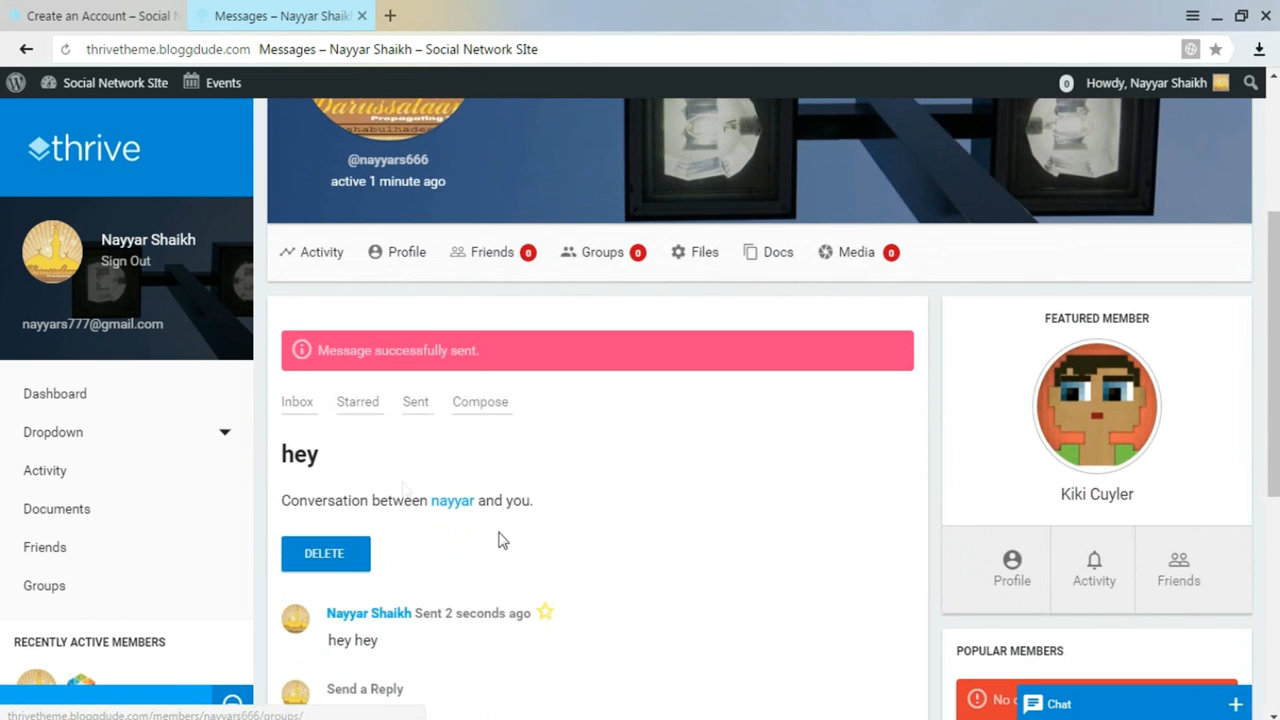 Create an Account – Social N
Messages – Nayyar Shaikh
thrivetheme.bloggdude.com Messages – Nayyar Shaikh – Social Network SIte
Social Network SIte
Events
0
Howdy, Nayyar Shaikh
thrive
Nayyar Shaikh
Sign Out
nayyars777@gmail.com
Dashboard
Dropdown
Activity
Documents
Friends
Groups
RECENTLY ACTIVE MEMBERS
Darussalaam
Propagating
@nayyars666
active 1 minute ago
Activity
Profile
Friends 0
Groups 0
Files
Docs
Media 0
Message successfully sent.
Inbox
Starred
Sent
Compose
hey
Conversation between nayyar and you.
DELETE
Nayyar Shaikh Sent 2 seconds ago
hey hey
Send a Reply
FEATURED MEMBER
Kiki Cuyler
Profile
Activity
Friends
POPULAR MEMBERS
No
Chat
thrivetheme.bloggdude.com/members/nayyars666/groups/